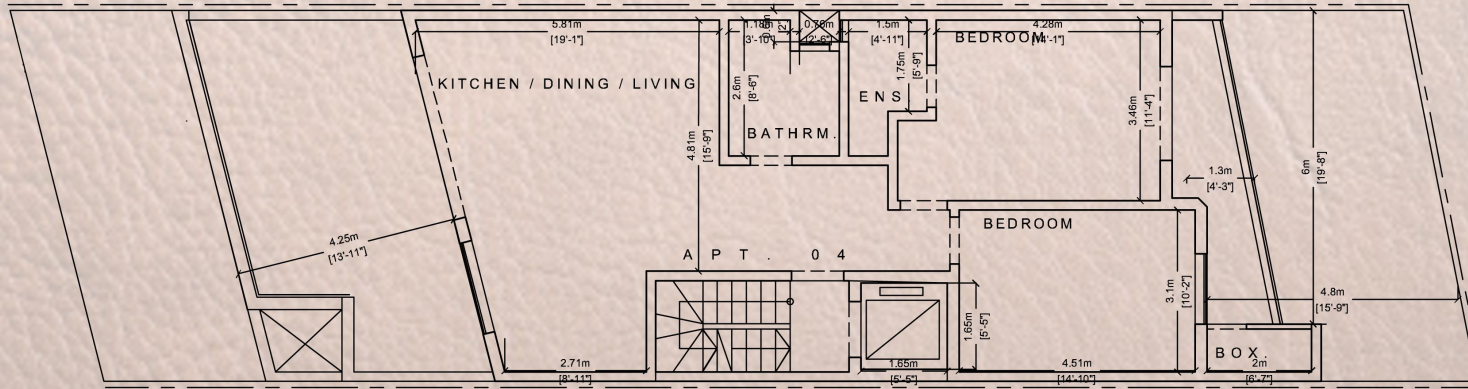 5.81m
[19'-1"]
1.18m
[3'-10"]
0.76m
[2'-6"]
1.5m
[4'-11"]
4.28m
[14'-1"]
BEDROOM
KITCHEN / DINING / LIVING
2.6m
[8'-6"]
1.75m
[5'-9"]
ENS
BATHRM.
4.81m
[15'-9"]
3.46m
[11'-4"]
1.3m
[4'-3"]
6m
[19'-8"]
4.25m
[13'-11"]
BEDROOM
APT. 04
3.1m
[10'-2"]
4.8m
[15'-9"]
1.65m
[5'-5"]
BOX.
2.71m
[8'-11"]
1.65m
[5'-5"]
4.51m
[14'-10"]
2m
[6'-7"]